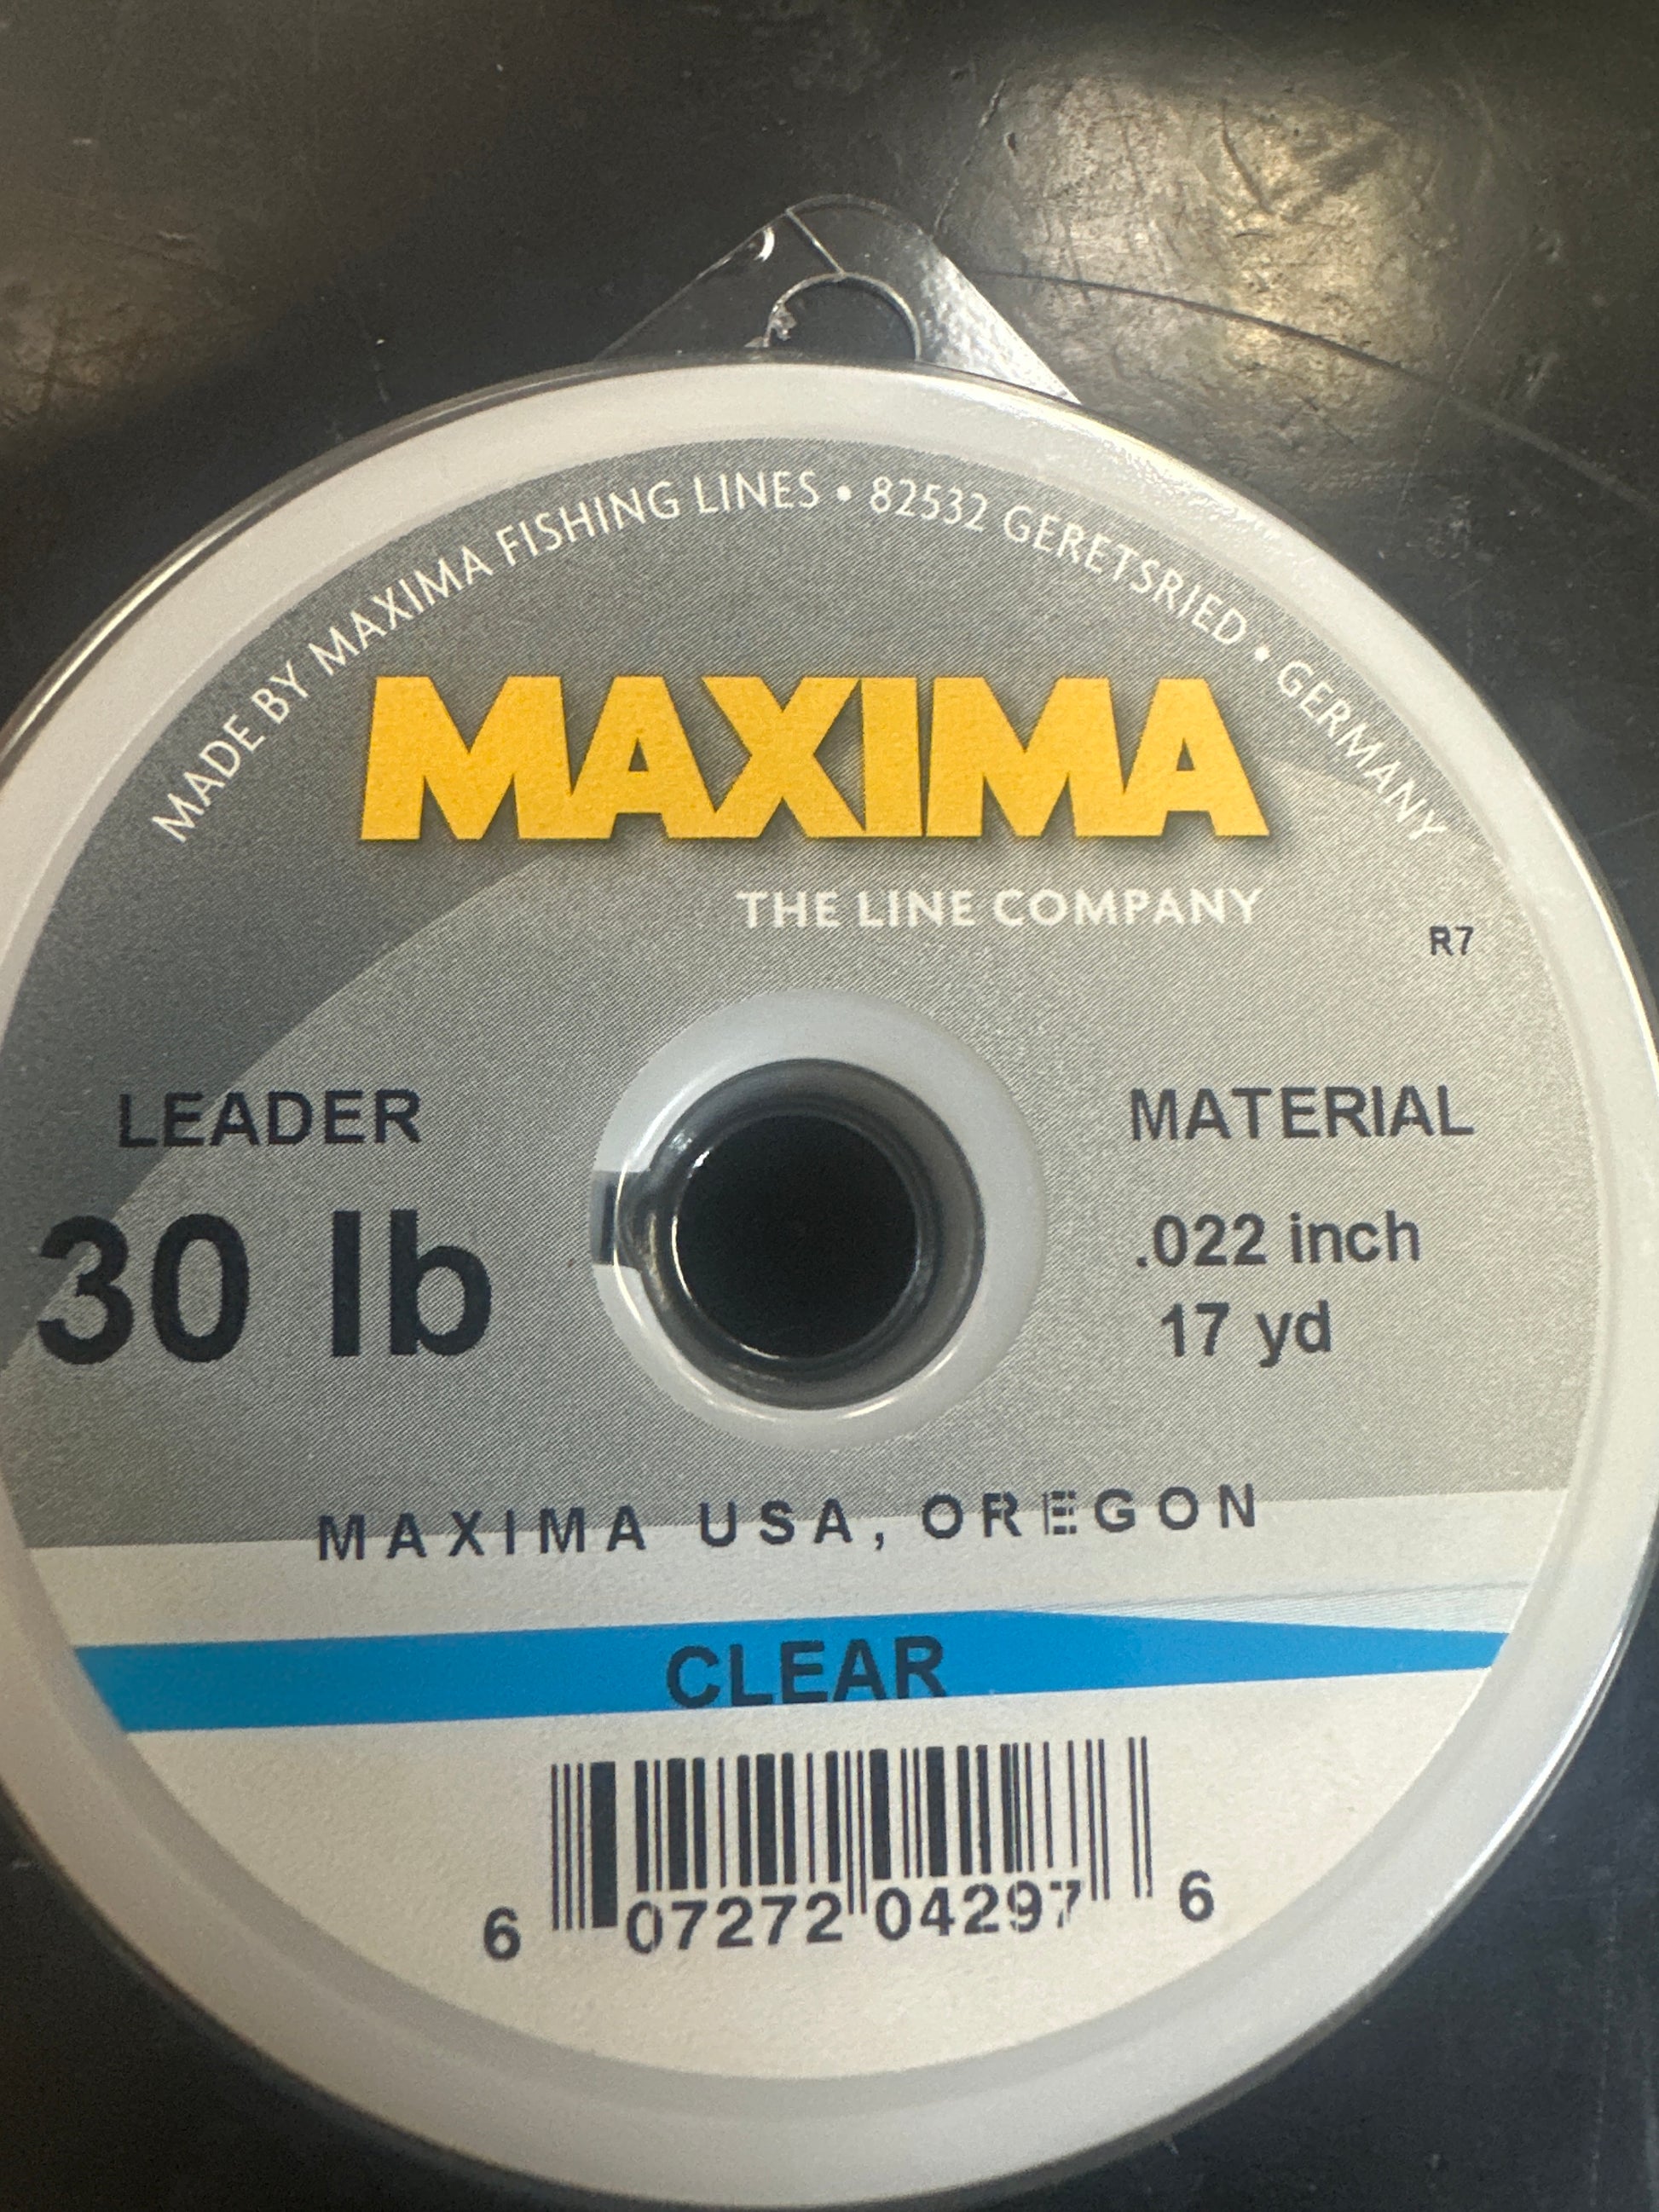 MADE BY MAXIMA FISHING LINES • 82532 GERETSRIED • GERMANY
MAXIMA
THE LINE COMPANY
R7
LEADER
MATERIAL
30 lb
.022 inch
17 yd
MAXIMA USA, OREGON
CLEAR
6 07272 04297 6